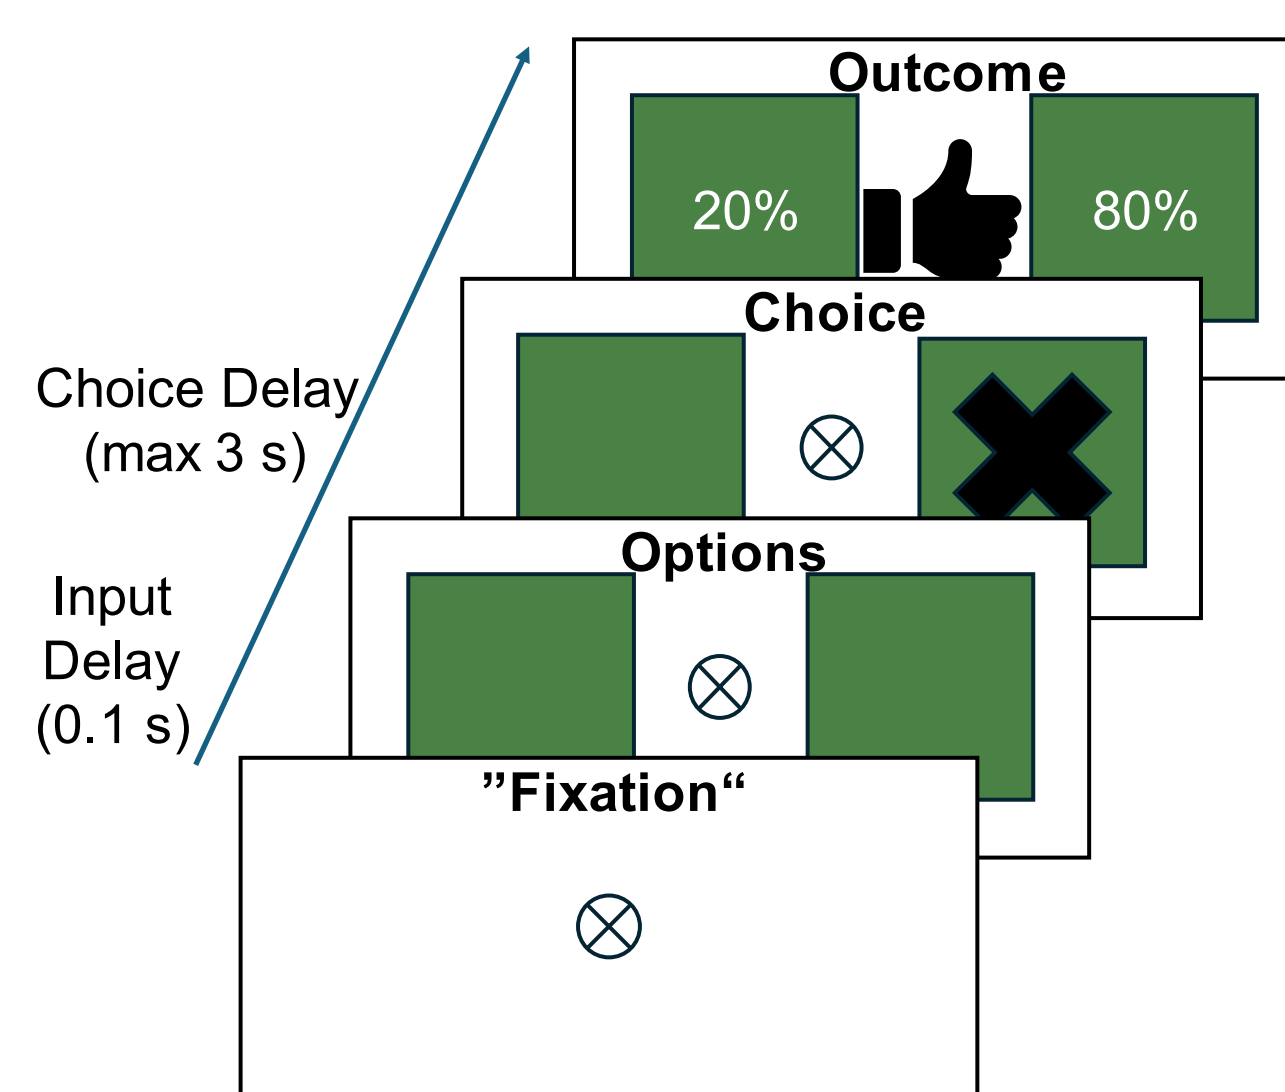 Outcome
20%
80%
Choice
Choice Delay
(max 3 s)
Options
Input
Delay
(0.1 s)
”Fixation“